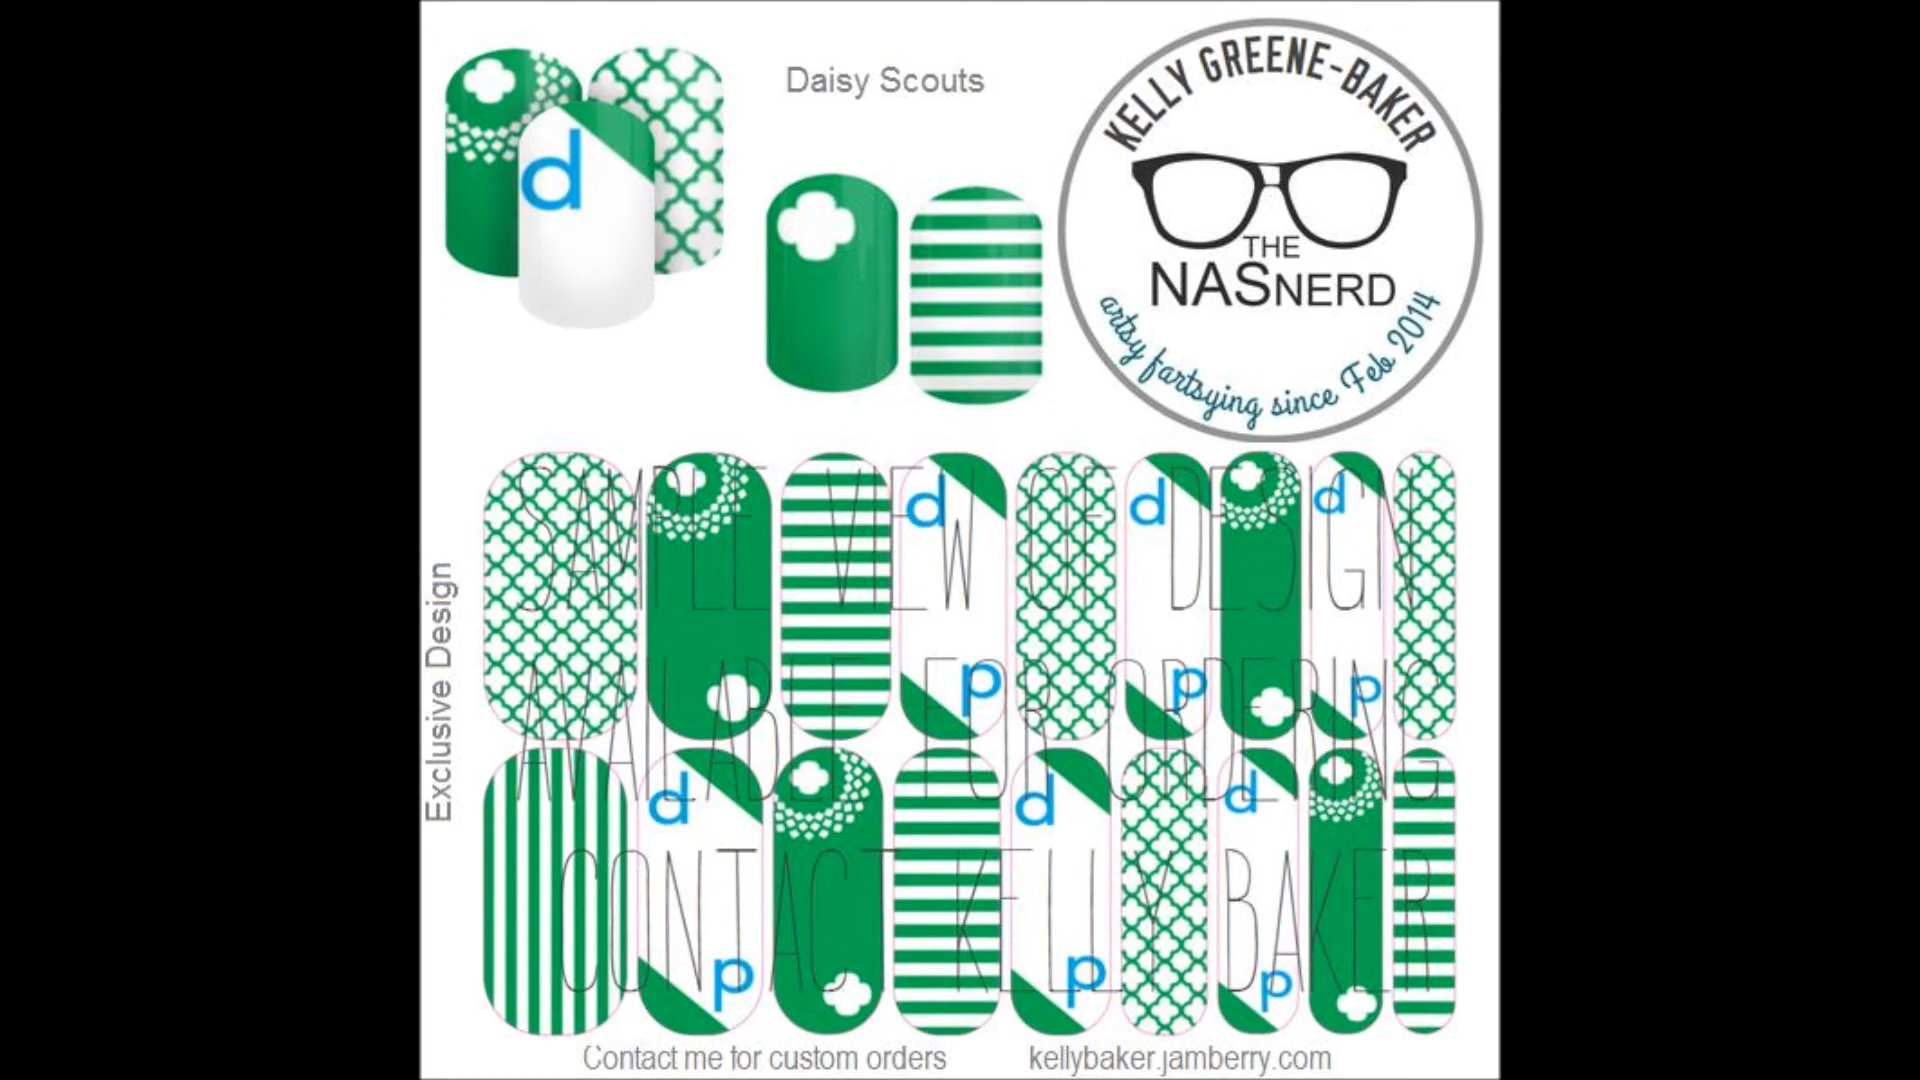 Daisy Scouts
KELLY GREENE-BAKER
THE
NASNERD
artsy fartsying since Feb 2014
d
Exclusive Design
SAMPLE VIEW OF DESIGN
d d d
p p p
AVAILABLE FOR ORDERING
d d d
CONTACT KELLY BAKER
p p p
Contact me for custom orders
kellybaker.jamberry.com